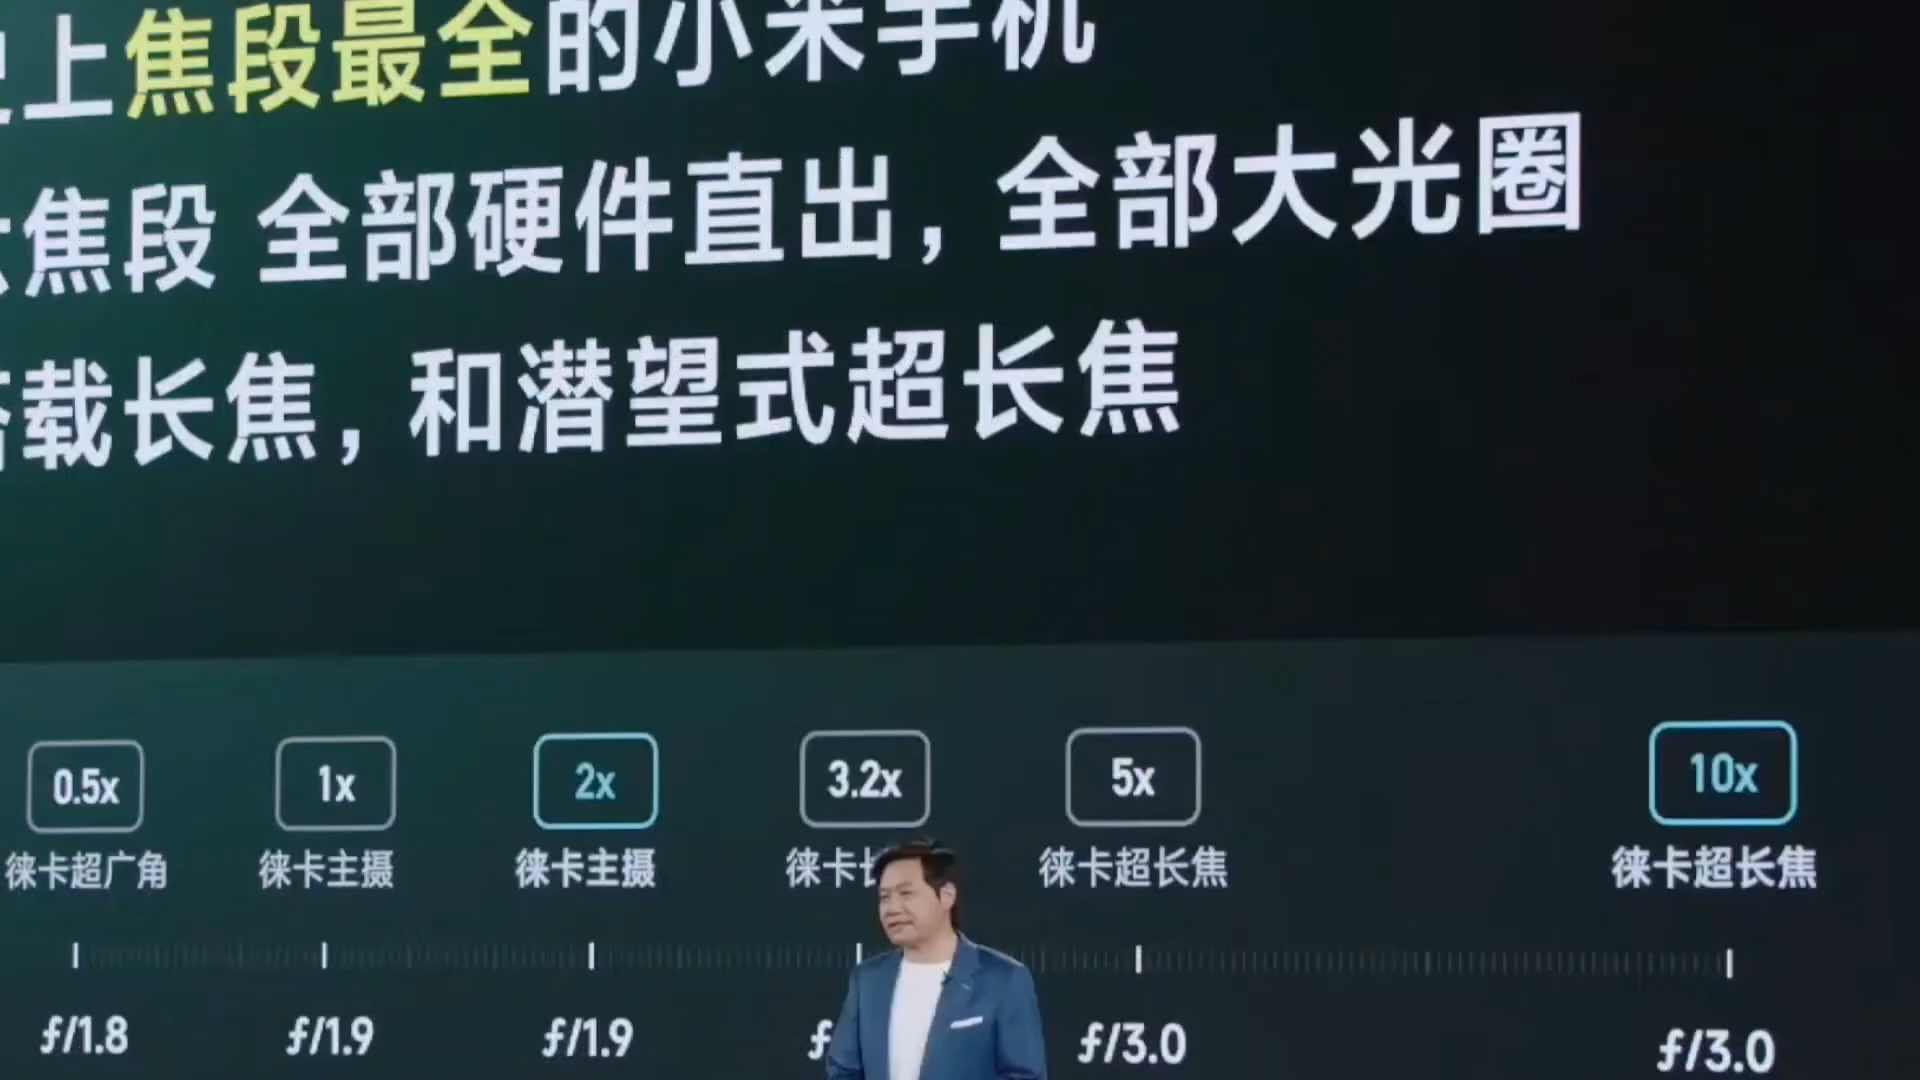 上焦段最全的小米手机
焦段 全部硬件直出，全部大光圈
载长焦，和潜望式超长焦
0.5x 1x 2x 3.2x 5x 10x
徕卡超广角 徕卡主摄 徕卡主摄 徕卡 徕卡超长焦 徕卡超长焦
f/1.8 f/1.9 f/1.9 f/3.0 f/3.0